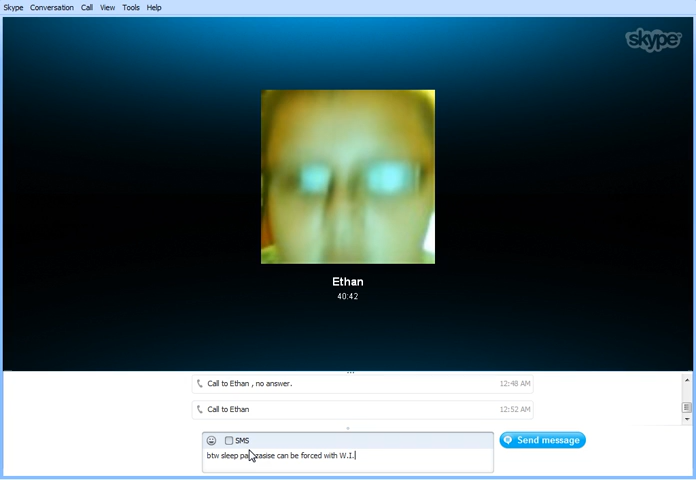 Skype Conversation Call View Tools Help
skype
Ethan
40:42
Call to Ethan , no answer. 12:48 AM
Call to Ethan 12:52 AM
SMS
Send message
btw sleep can be forced with W.I.